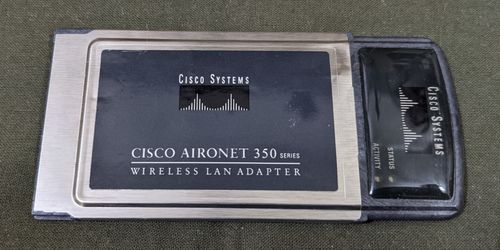 CISCO SYSTEMS
CISCO AIRONET 350 SERIES
WIRELESS LAN ADAPTER
CISCO SYSTEMS
STATUS
ACTIVITY